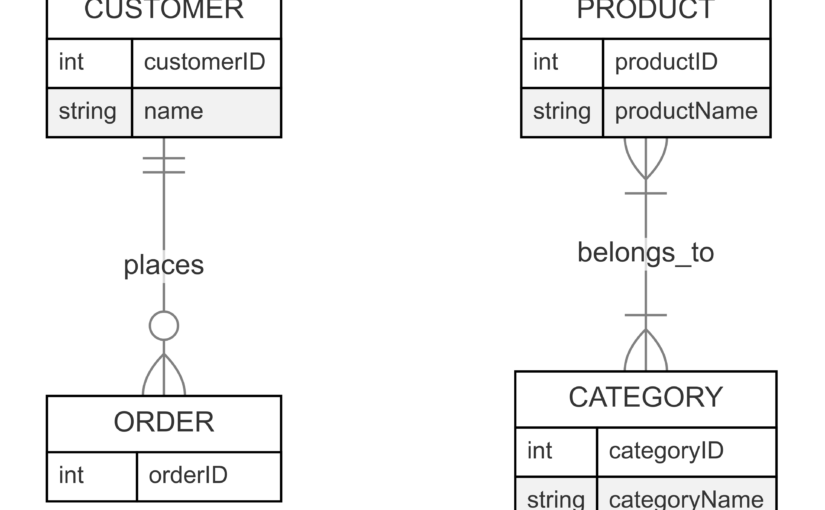 CUSTOMER
int customerID
string name
places
ORDER
int orderID
PRODUCT
int productID
string productName
belongs_to
CATEGORY
int categoryID
string categoryName